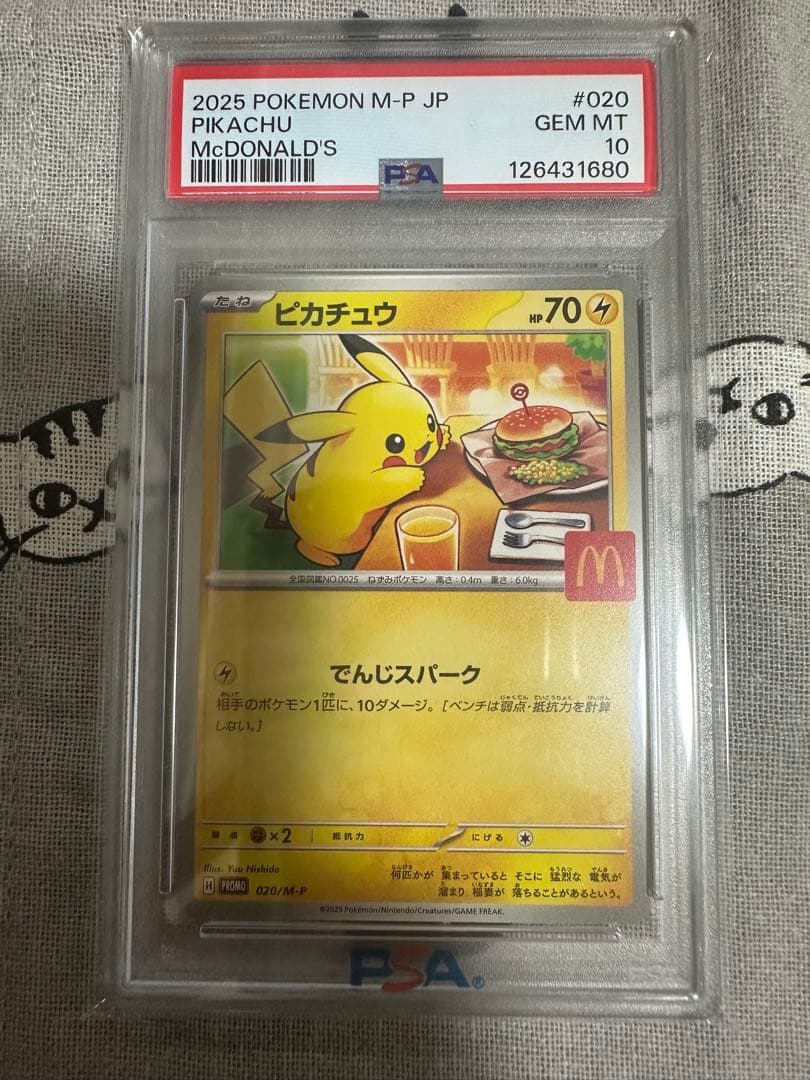 2025 POKEMON M-P JP #020
PIKACHU GEM MT
McDONALD'S 10
PSA 126431680
たね ピカチュウ HP 70
全国図鑑NO.0025 ねずみポケモン 高さ:0.4m 重さ:6.0kg
でんじスパーク
相手のポケモン1匹に、10ダメージ。[ベンチは弱点・抵抗力を計算
しない。]
弱点 ×2 抵抗力 にげる
Illus. Yuu Nishida
何匹かが 集まっていると そこに 猛烈な 電気が
溜まり 稲妻が 落ちることがあるという。
H PROMO 020/M-P
©2025 Pokémon/Nintendo/Creatures/GAME FREAK.
PSA®